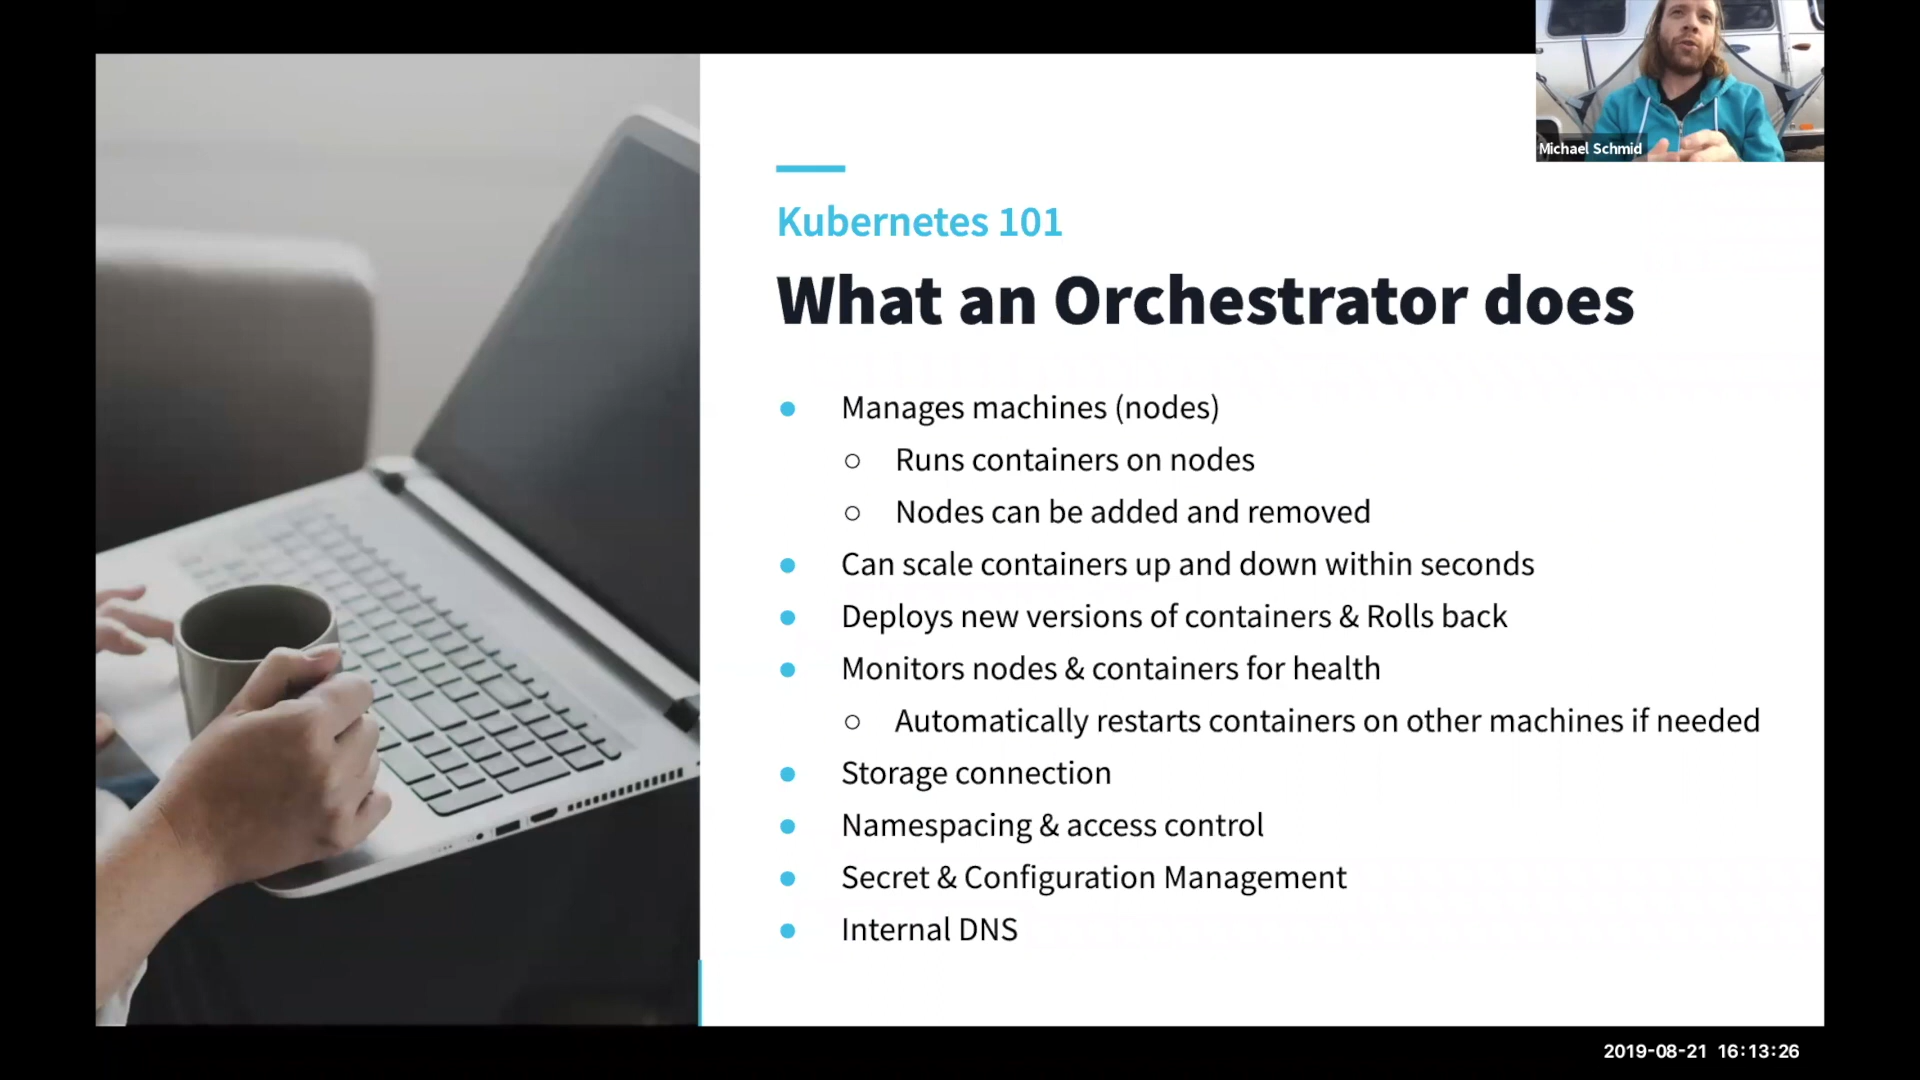 Michael Schmid
Kubernetes 101
What an Orchestrator does
● Manages machines (nodes)
○ Runs containers on nodes
○ Nodes can be added and removed
● Can scale containers up and down within seconds
● Deploys new versions of containers & Rolls back
● Monitors nodes & containers for health
○ Automatically restarts containers on other machines if needed
● Storage connection
● Namespacing & access control
● Secret & Configuration Management
● Internal DNS
2019-08-21 16:13:26